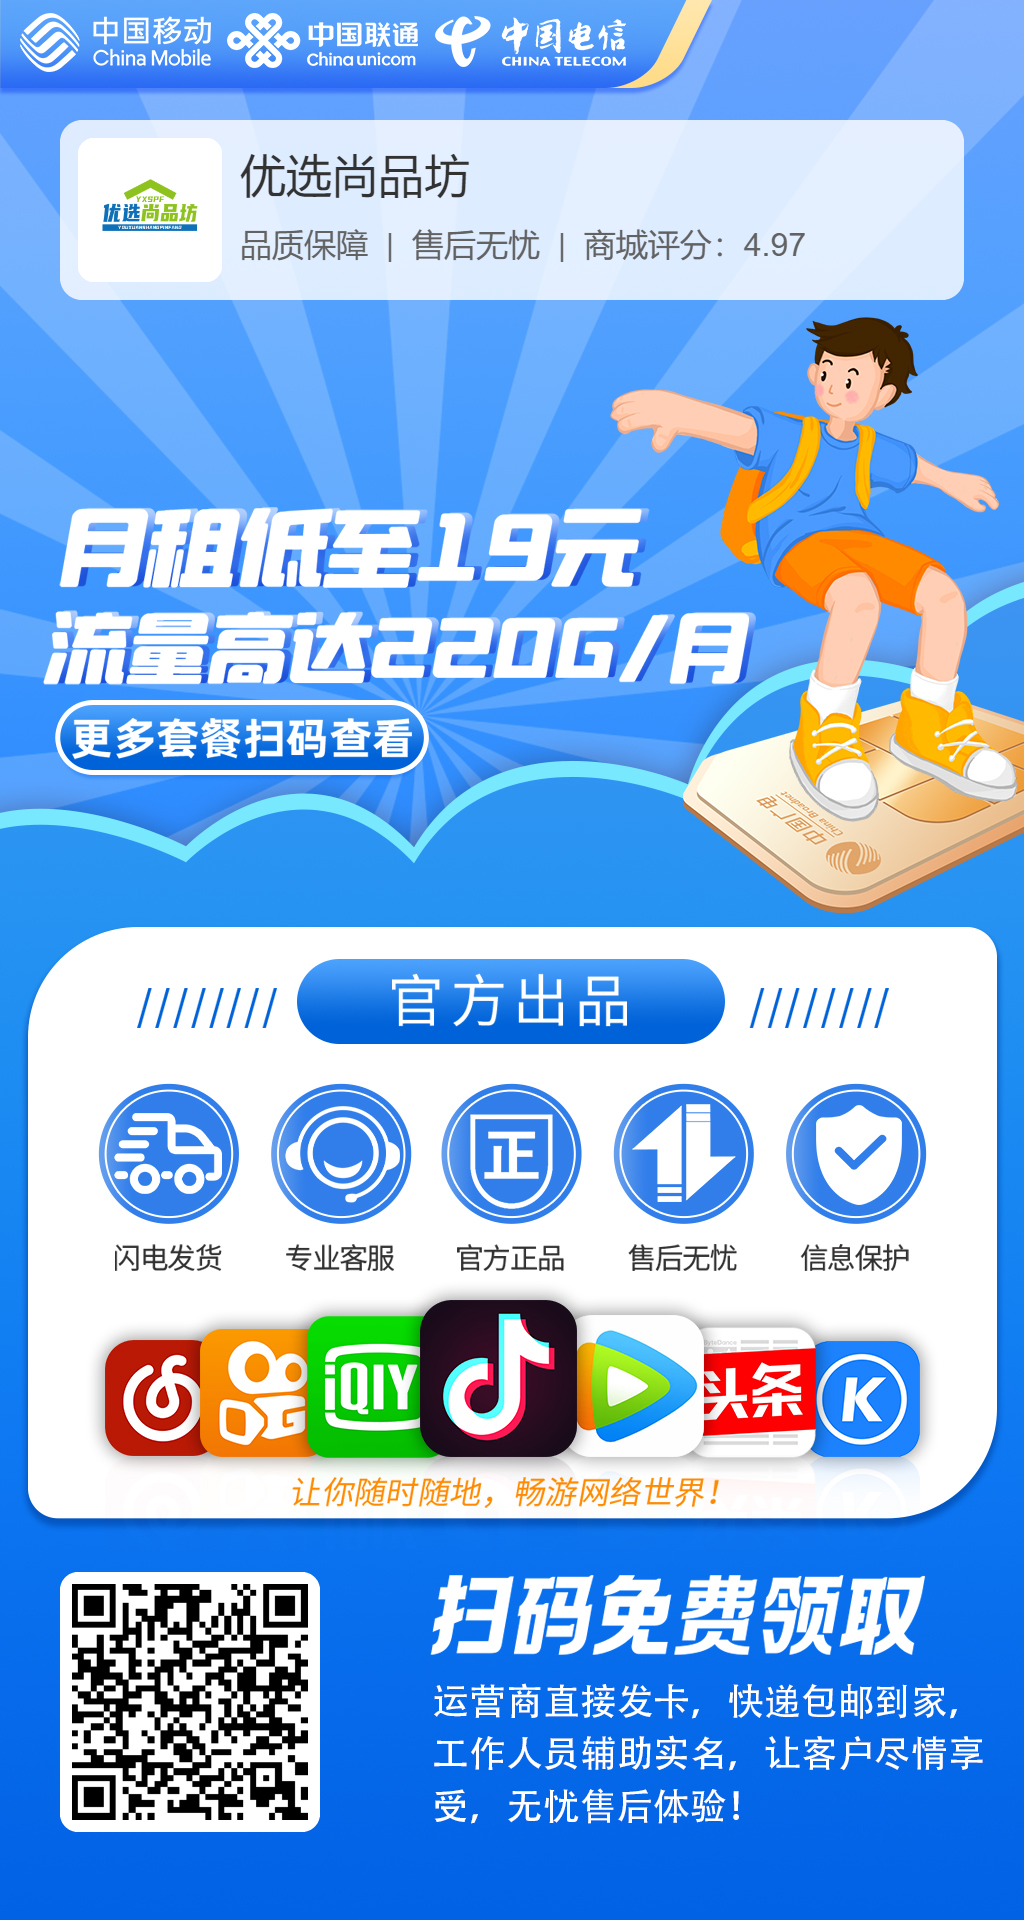 中国移动
China Mobile
中国联通
China unicom
中国电信
CHINA TELECOM
YXSPF
优选尚品坊
YOUXUANSHANGPINFANG
优选尚品坊
品质保障 | 售后无忧 | 商城评分：4.97
月租低至19元
流量高达220G/月
更多套餐扫码查看
中国广电
China Broadnet
官方出品
正
闪电发货
专业客服
官方正品
售后无忧
信息保护
iQIY
ByteDance
头条
K
让你随时随地，畅游网络世界！
扫码免费领取
运营商直接发卡，快递包邮到家，
工作人员辅助实名，让客户尽情享
受，无忧售后体验！